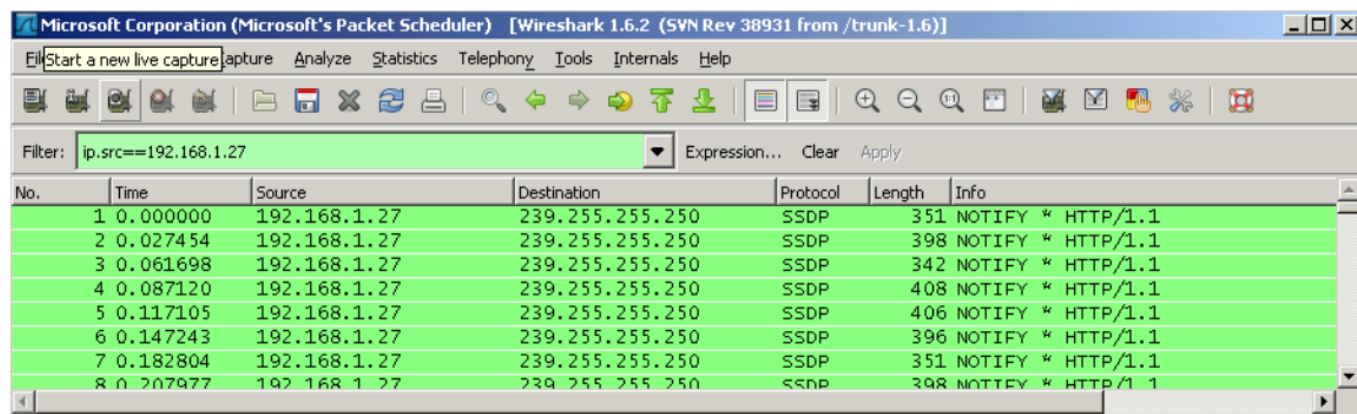 Microsoft Corporation (Microsoft's Packet Scheduler) [Wireshark 1.6.2 (SVN Rev 38931 from /trunk-1.6)]
Start a new live capture Analyze Statistics Telephony Tools Internals Help
Filter: ip.src==192.168.1.27 Expression... Clear Apply
No. Time Source Destination Protocol Length Info
1 0.000000 192.168.1.27 239.255.255.250 SSDP 351 NOTIFY * HTTP/1.1
2 0.027454 192.168.1.27 239.255.255.250 SSDP 398 NOTIFY * HTTP/1.1
3 0.061698 192.168.1.27 239.255.255.250 SSDP 342 NOTIFY * HTTP/1.1
4 0.087120 192.168.1.27 239.255.255.250 SSDP 408 NOTIFY * HTTP/1.1
5 0.117105 192.168.1.27 239.255.255.250 SSDP 406 NOTIFY * HTTP/1.1
6 0.147243 192.168.1.27 239.255.255.250 SSDP 396 NOTIFY * HTTP/1.1
7 0.182804 192.168.1.27 239.255.255.250 SSDP 351 NOTIFY * HTTP/1.1
8 0.207977 192.168.1.27 239.255.255.250 SSDP 398 NOTIFY * HTTP/1.1